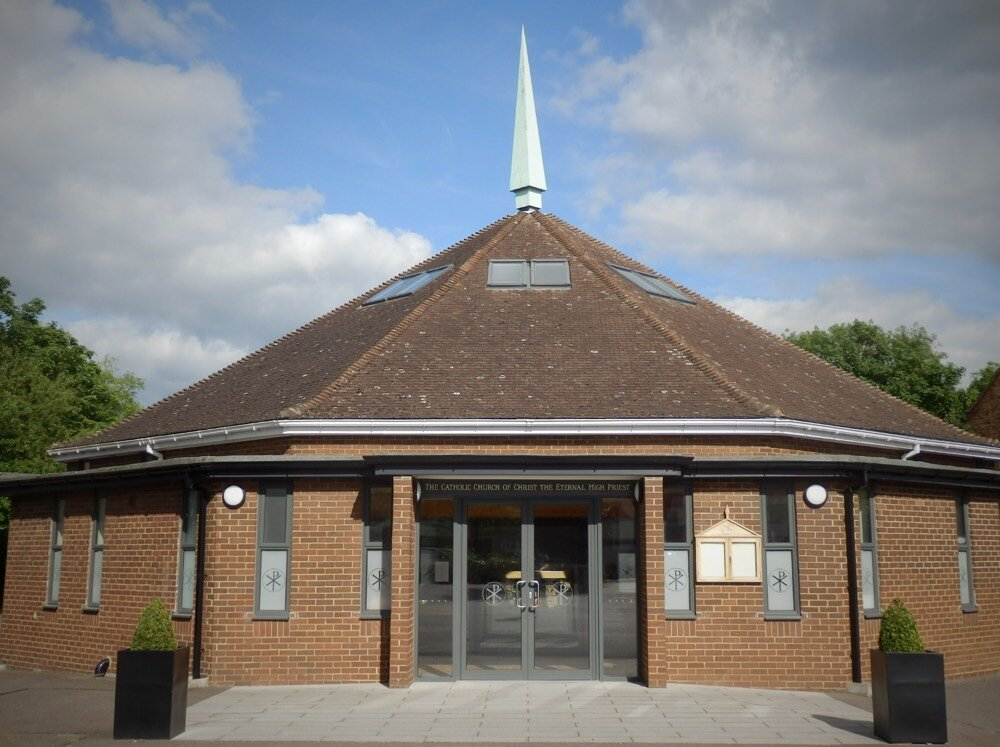 THE CATHOLIC CHURCH OF CHRIST THE ETERNAL HIGH PRIEST